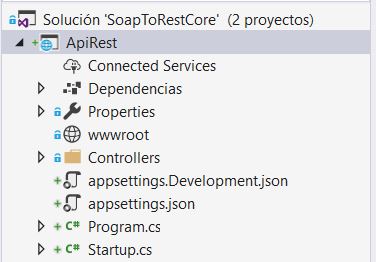 Solución 'SoapToRestCore' (2 proyectos)
ApiRest
Connected Services
Dependencias
Properties
wwwroot
Controllers
appsettings.Development.json
appsettings.json
C# Program.cs
C# Startup.cs